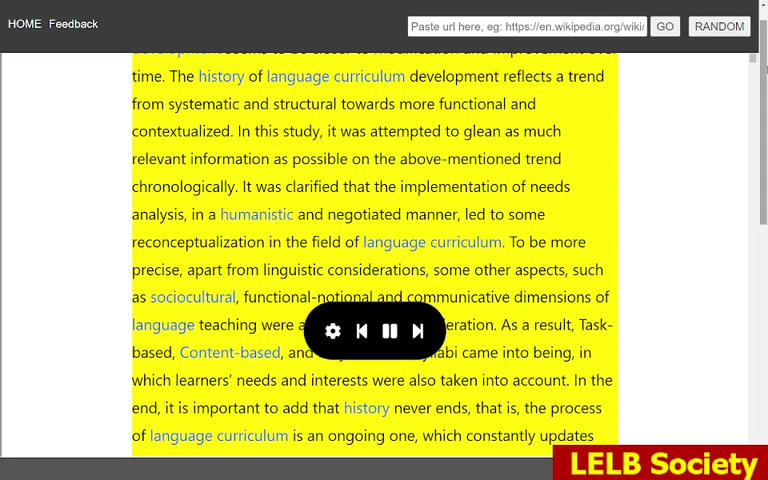 HOME Feedback
Paste url here, eg: https://en.wikipedia.org/wiki/
GO
RANDOM
time. The history of language curriculum development reflects a trend
from systematic and structural towards more functional and
contextualized. In this study, it was attempted to glean as much
relevant information as possible on the above-mentioned trend
chronologically. It was clarified that the implementation of needs
analysis, in a humanistic and negotiated manner, led to some
reconceptualization in the field of language curriculum. To be more
precise, apart from linguistic considerations, some other aspects, such
as sociocultural, functional-notional and communicative dimensions of
language teaching were As a result, Task-
based, Content-based, and came into being, in
which learners’ needs and interests were also taken into account. In the
end, it is important to add that history never ends, that is, the process
of language curriculum is an ongoing one, which constantly updates
LELB Society